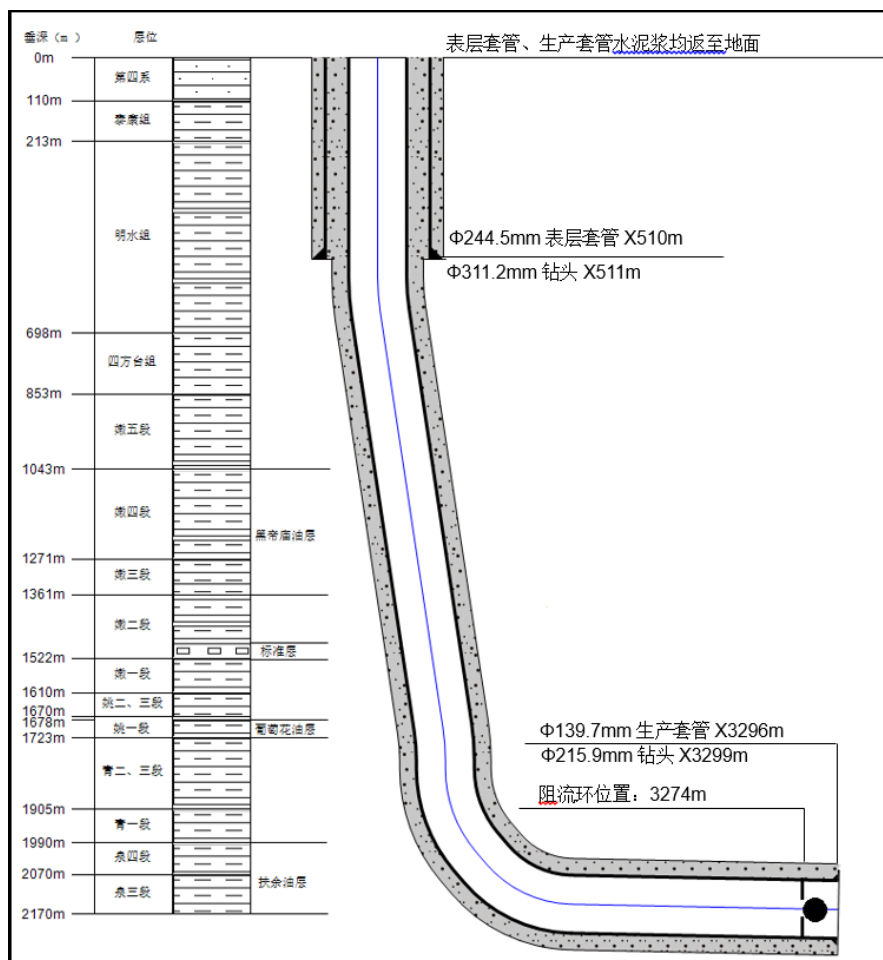 垂深（m） 层位
表层套管、生产套管水泥浆均返至地面
0m
第四系
110m
泰康组
213m
明水组
Φ244.5mm 表层套管 X510m
Φ311.2mm 钻头 X511m
698m
四方台组
853m
嫩五段
1043m
嫩四段
黑帝庙油层
1271m
嫩三段
1361m
嫩二段
标准层
1522m
嫩一段
1610m
姚二、三段
1670m
1678m
姚一段
葡萄花油层
1723m
Φ139.7mm 生产套管 X3296m
Φ215.9mm 钻头 X3299m
青二、三段
阻流环位置：3274m
1905m
青一段
1990m
泉四段
2070m
扶余油层
泉三段
2170m